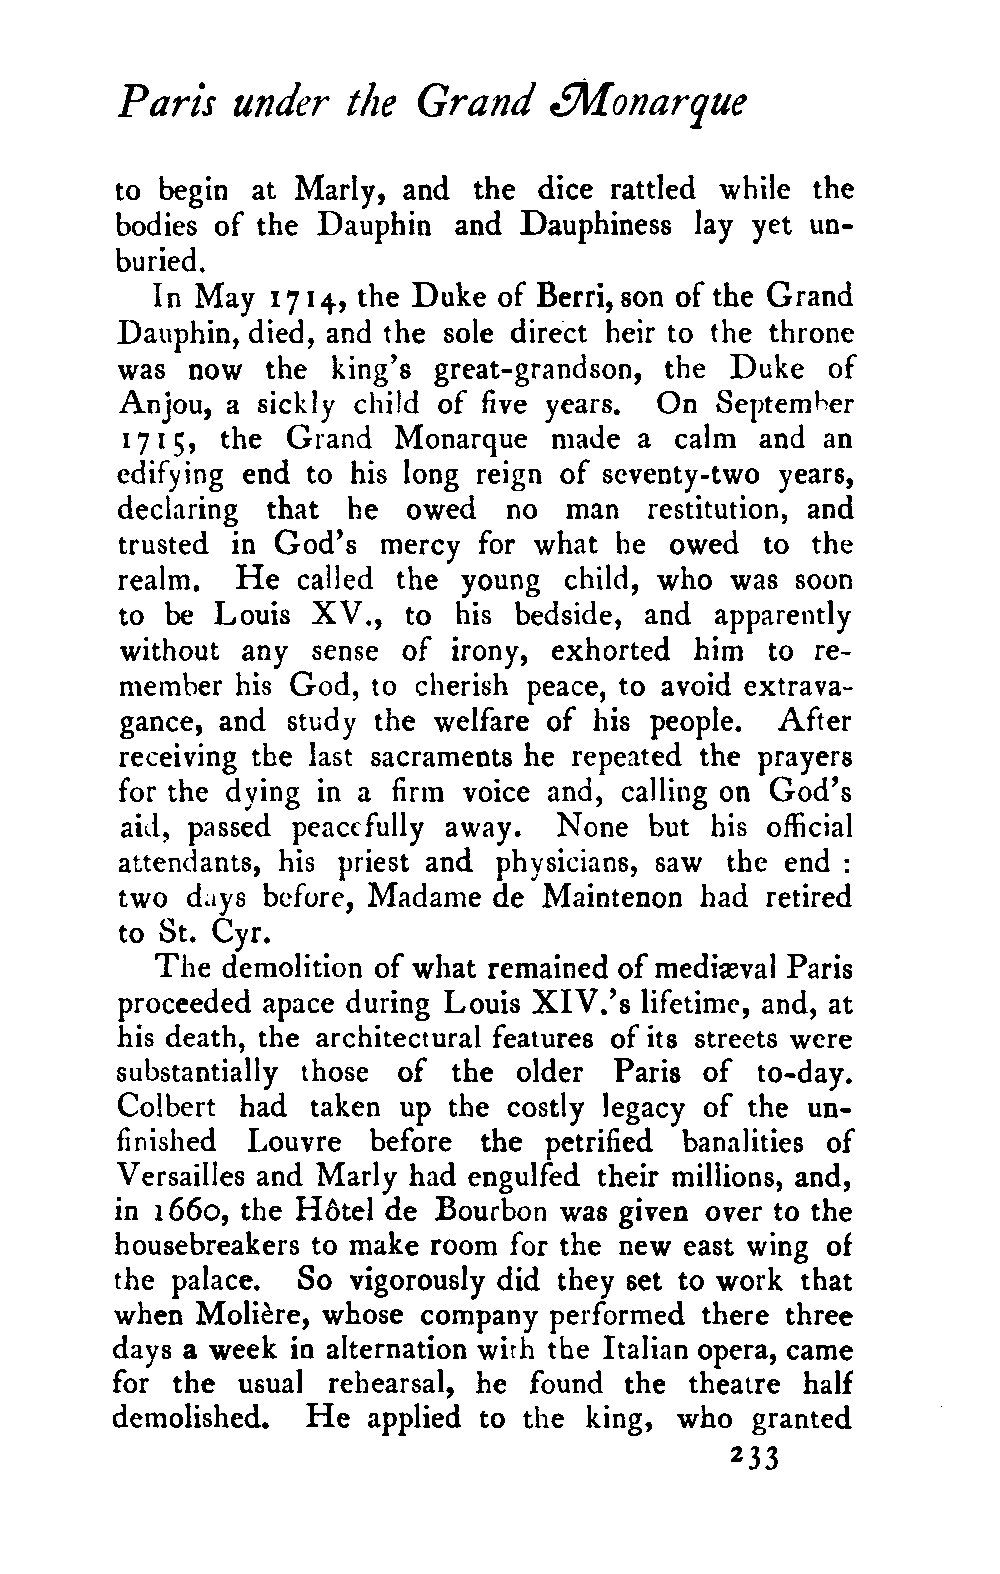 Paris under the Grand Monarque
to begin at Marly, and the dice rattled while the
bodies of the Dauphin and Dauphiness lay yet un-
buried.
In May 1714, the Duke of Berri, son of the Grand
Dauphin, died, and the sole direct heir to the throne
was now the king's great-grandson, the Duke of
Anjou, a sickly child of five years. On September
1715, the Grand Monarque made a calm and an
edifying end to his long reign of seventy-two years,
declaring that he owed no man restitution, and
trusted in God's mercy for what he owed to the
realm. He called the young child, who was soon
to be Louis XV., to his bedside, and apparently
without any sense of irony, exhorted him to re-
member his God, to cherish peace, to avoid extrava-
gance, and study the welfare of his people. After
receiving the last sacraments he repeated the prayers
for the dying in a firm voice and, calling on God's
aid, passed peacefully away. None but his official
attendants, his priest and physicians, saw the end :
two days before, Madame de Maintenon had retired
to St. Cyr.
The demolition of what remained of mediæval Paris
proceeded apace during Louis XIV.'s lifetime, and, at
his death, the architectural features of its streets were
substantially those of the older Paris of to-day.
Colbert had taken up the costly legacy of the un-
finished Louvre before the petrified banalities of
Versailles and Marly had engulfed their millions, and,
in 1660, the Hôtel de Bourbon was given over to the
housebreakers to make room for the new east wing of
the palace. So vigorously did they set to work that
when Molière, whose company performed there three
days a week in alternation with the Italian opera, came
for the usual rehearsal, he found the theatre half
demolished. He applied to the king, who granted
233